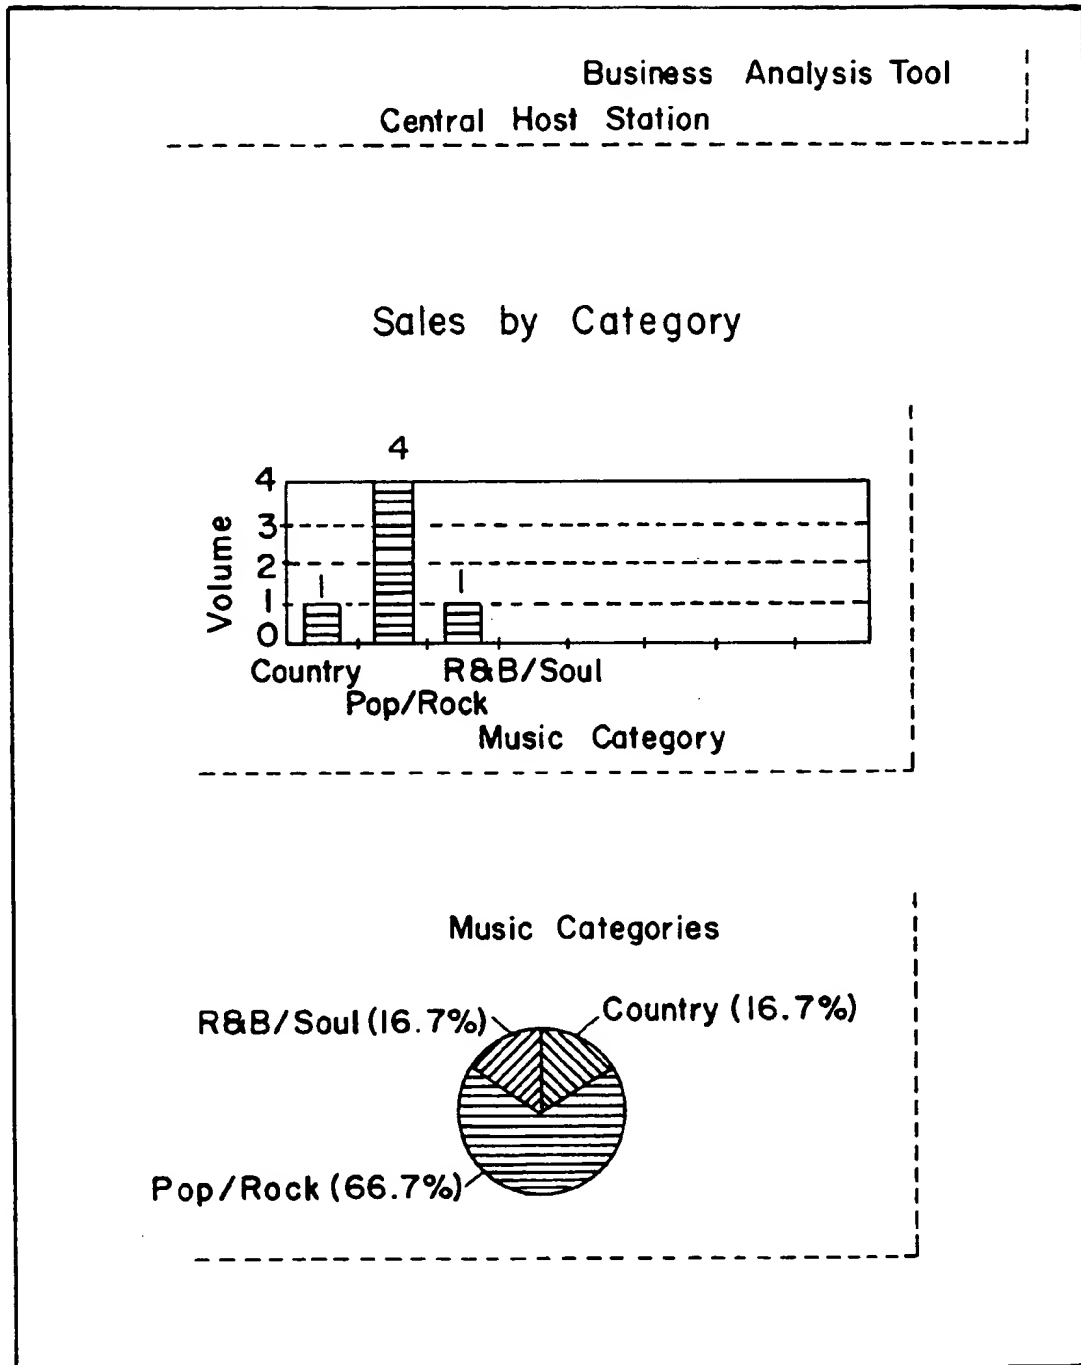 Business Analysis Tool
Central Host Station
Sales by Category
4
4
3
2
1
0
Volume
1
1
Country
R&B/Soul
Pop/Rock
Music Category
Music Categories
R&B/Soul (16.7%)
Country (16.7%)
Pop/Rock (66.7%)